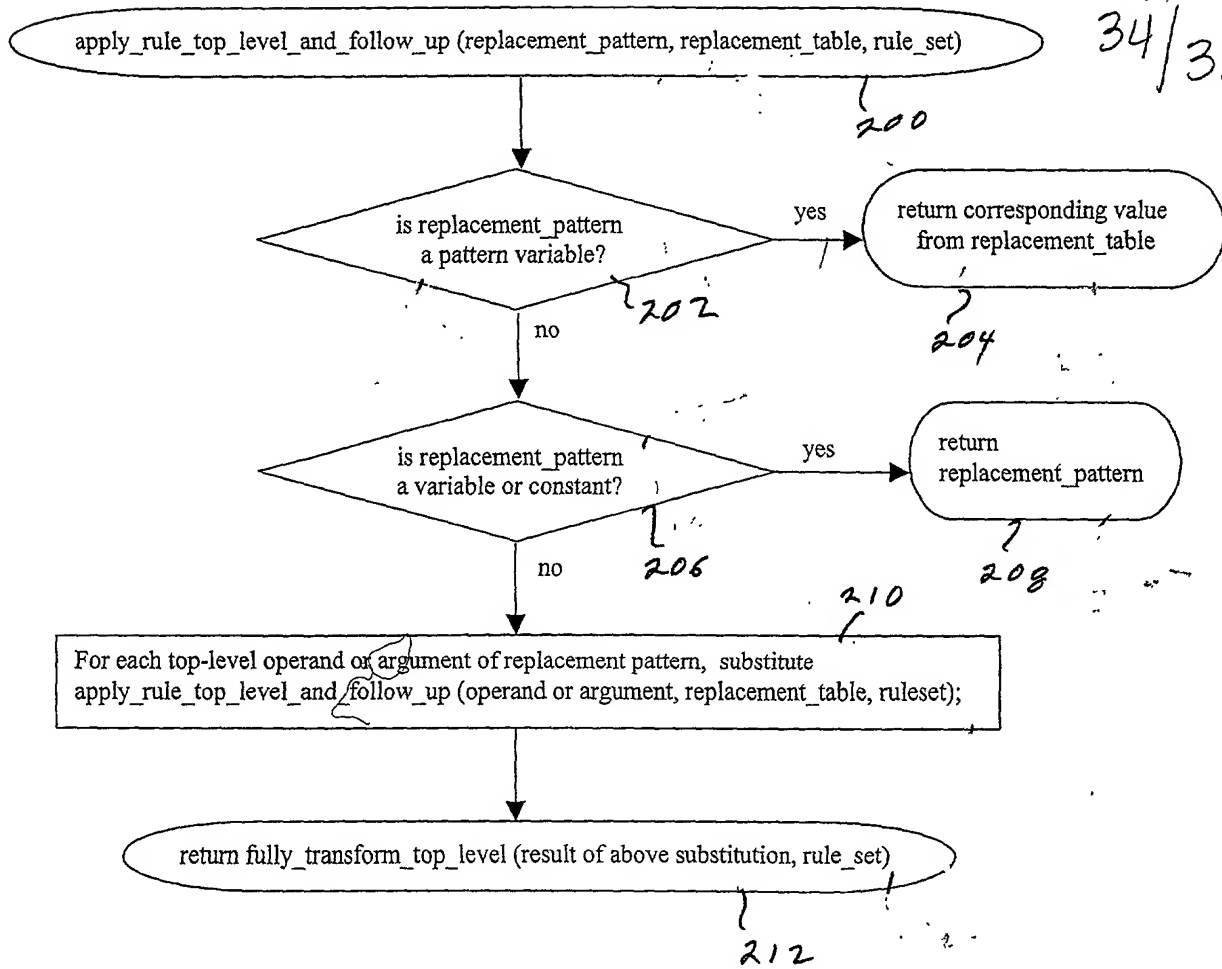 34/3
apply_rule_top_level_and_follow_up (replacement_pattern, replacement_table, rule_set)
200
is replacement_pattern
a pattern variable?
yes
return corresponding value
from replacement_table
202
204
no
is replacement_pattern
a variable or constant?
yes
return
replacement_pattern
206
208
no
210
For each top-level operand or argument of replacement pattern, substitute
apply_rule_top_level_and_follow_up (operand or argument, replacement_table, ruleset);
return fully_transform_top_level (result of above substitution, rule_set)
212